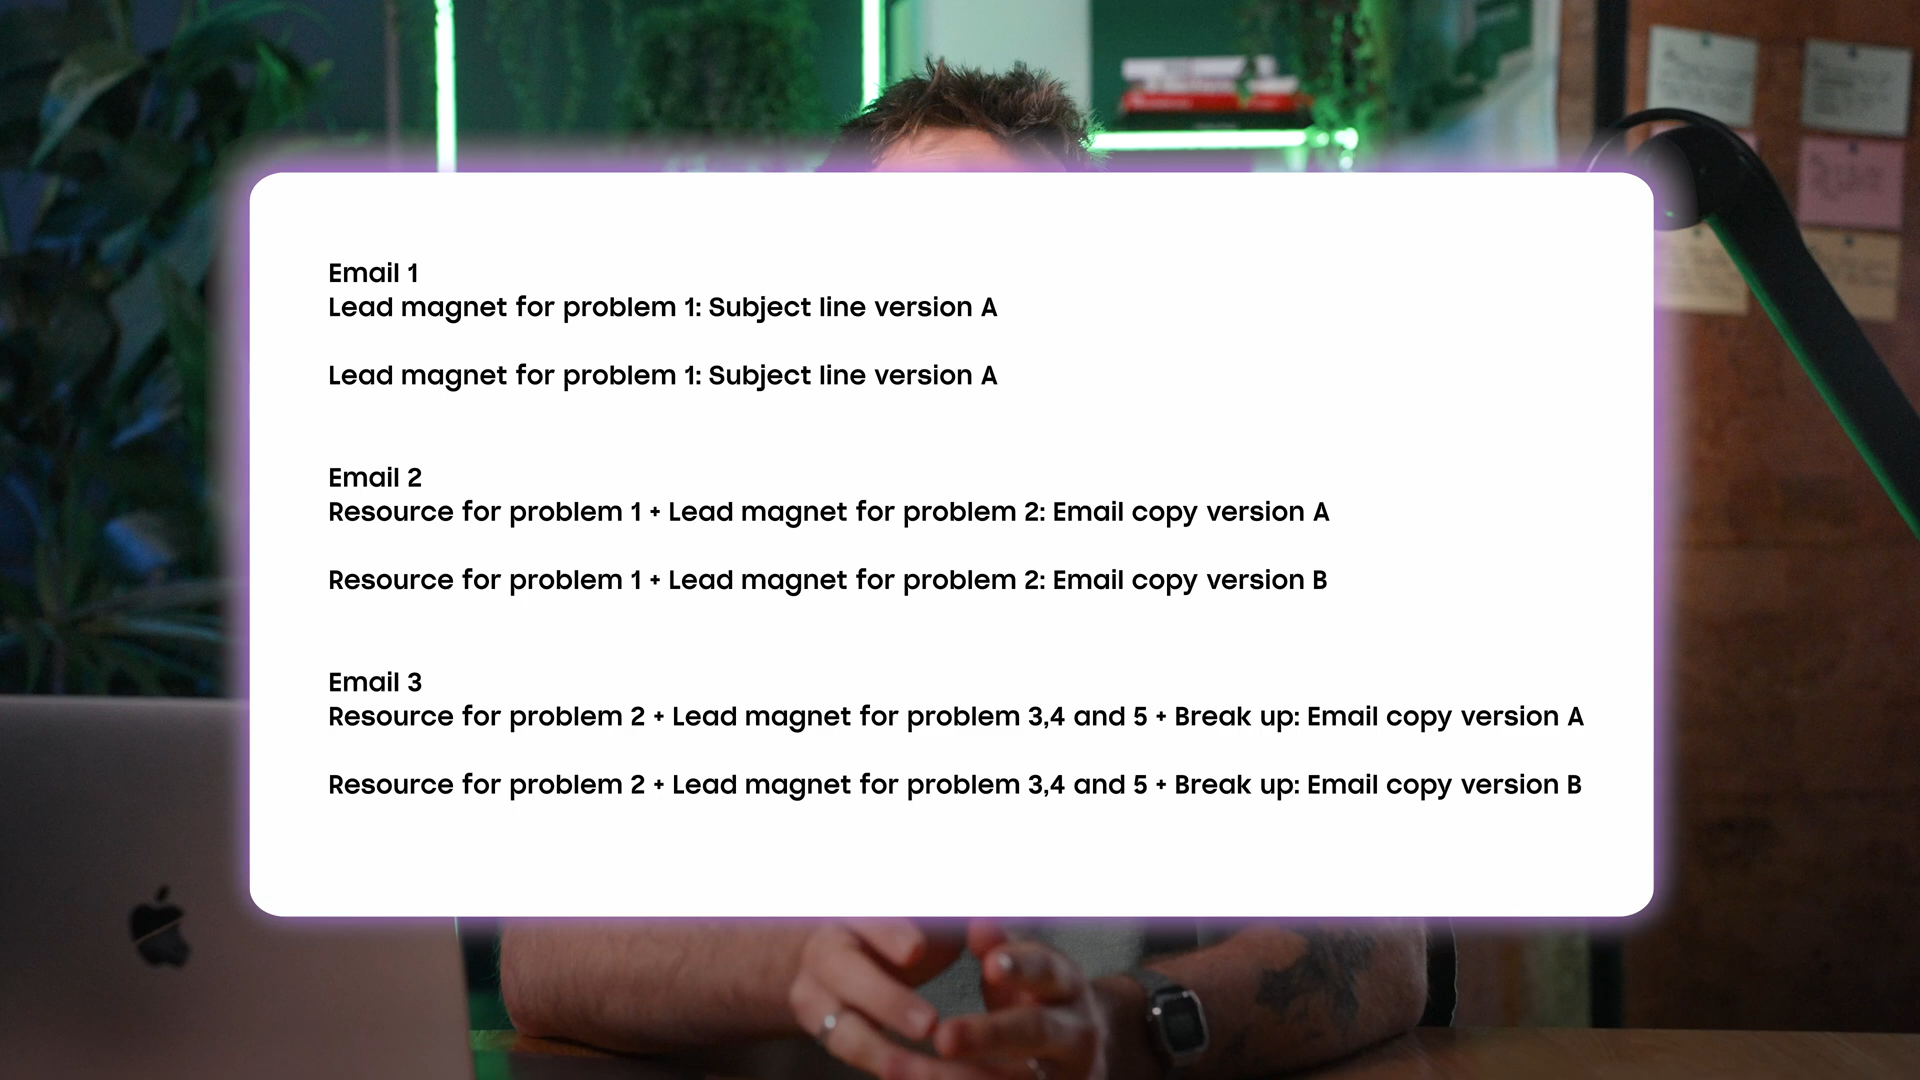 Email 1
Lead magnet for problem 1: Subject line version A
Lead magnet for problem 1: Subject line version A
Email 2
Resource for problem 1 + Lead magnet for problem 2: Email copy version A
Resource for problem 1 + Lead magnet for problem 2: Email copy version B
Email 3
Resource for problem 2 + Lead magnet for problem 3,4 and 5 + Break up: Email copy version A
Resource for problem 2 + Lead magnet for problem 3,4 and 5 + Break up: Email copy version B